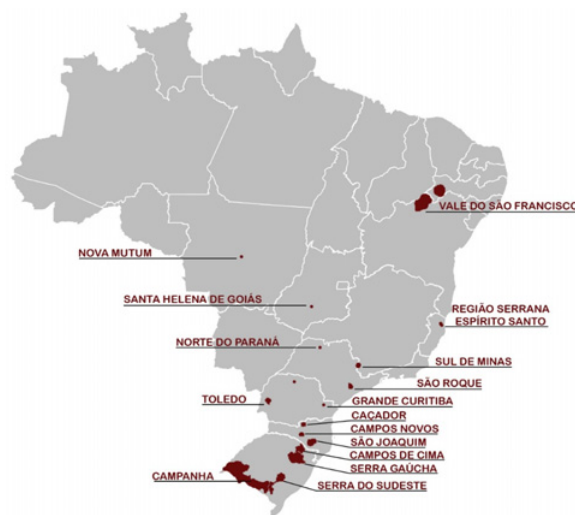 VALE DO SÃO FRANCISCO
NOVA MUTUM
SANTA HELENA DE GOIÁS
REGIÃO SERRANA
ESPÍRITO SANTO
NORTE DO PARANÁ
SUL DE MINAS
SÃO ROQUE
TOLEDO
GRANDE CURITIBA
CAÇADOR
CAMPOS NOVOS
SÃO JOAQUIM
CAMPOS DE CIMA
SERRA GAÚCHA
CAMPANHA
SERRA DO SUDESTE